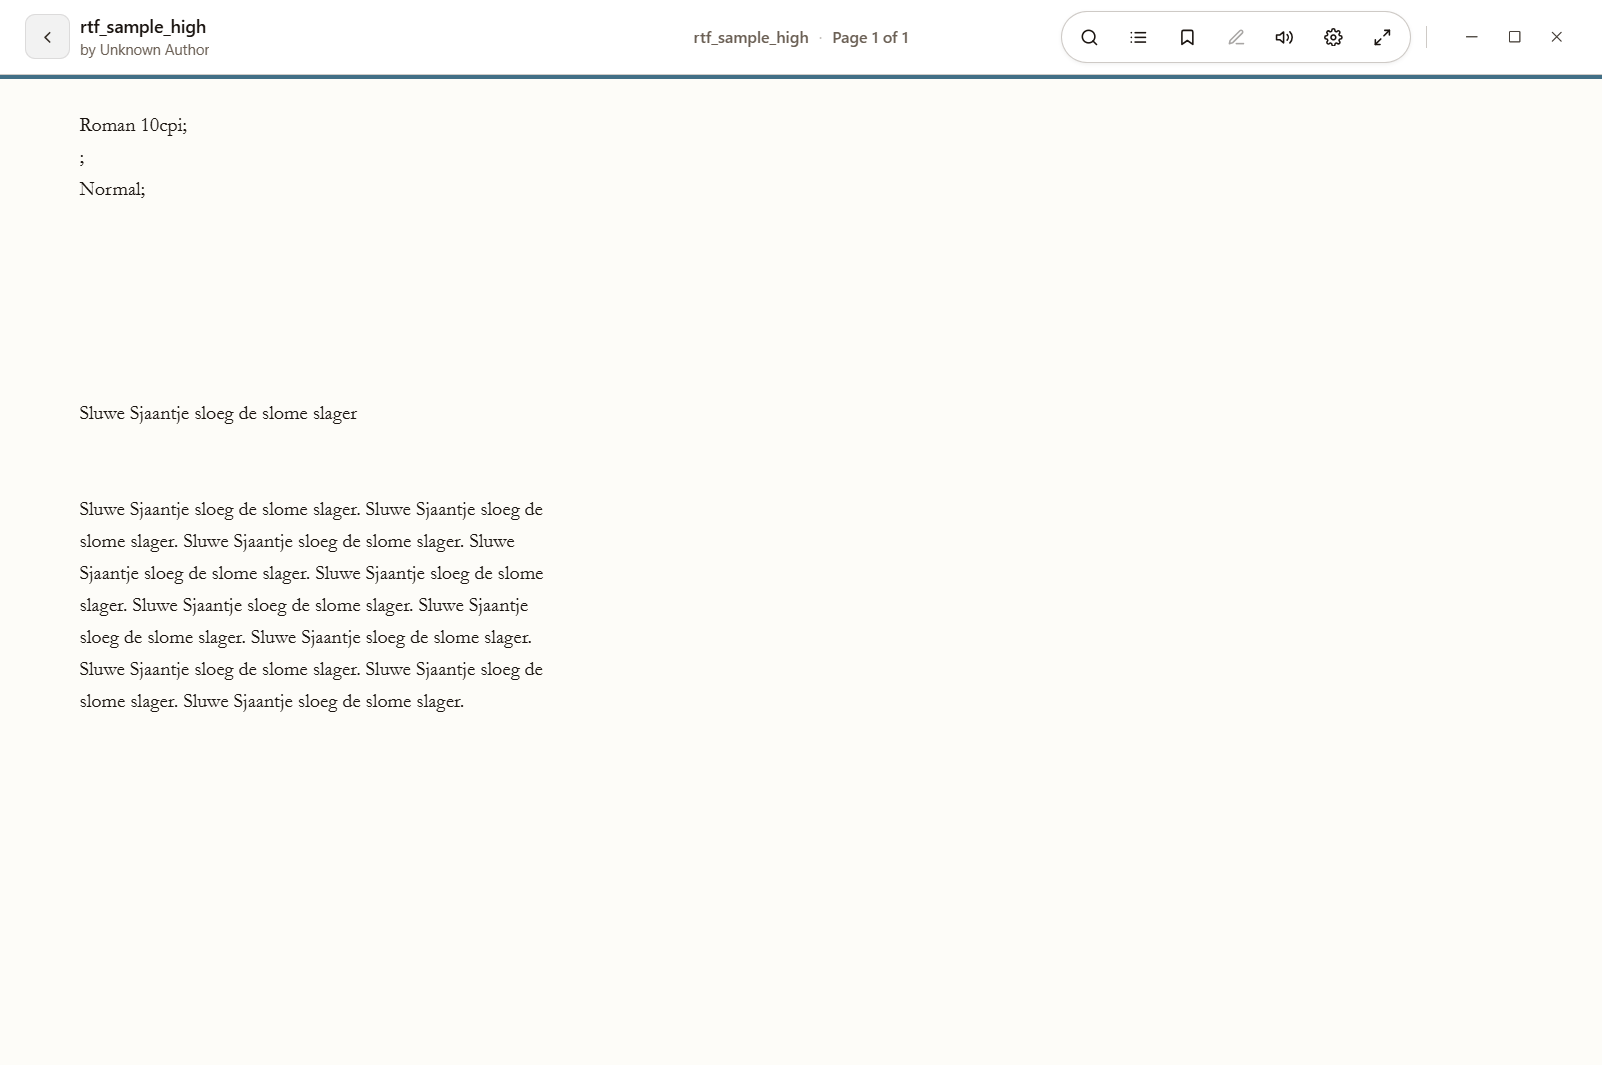 rtf_sample_high
by Unknown Author
rtf_sample_high · Page 1 of 1
Roman 10cpi;
;
Normal;
Sluwe Sjaantje sloeg de slome slager
Sluwe Sjaantje sloeg de slome slager. Sluwe Sjaantje sloeg de
slome slager. Sluwe Sjaantje sloeg de slome slager. Sluwe
Sjaantje sloeg de slome slager. Sluwe Sjaantje sloeg de slome
slager. Sluwe Sjaantje sloeg de slome slager. Sluwe Sjaantje
sloeg de slome slager. Sluwe Sjaantje sloeg de slome slager.
Sluwe Sjaantje sloeg de slome slager. Sluwe Sjaantje sloeg de
slome slager. Sluwe Sjaantje sloeg de slome slager.